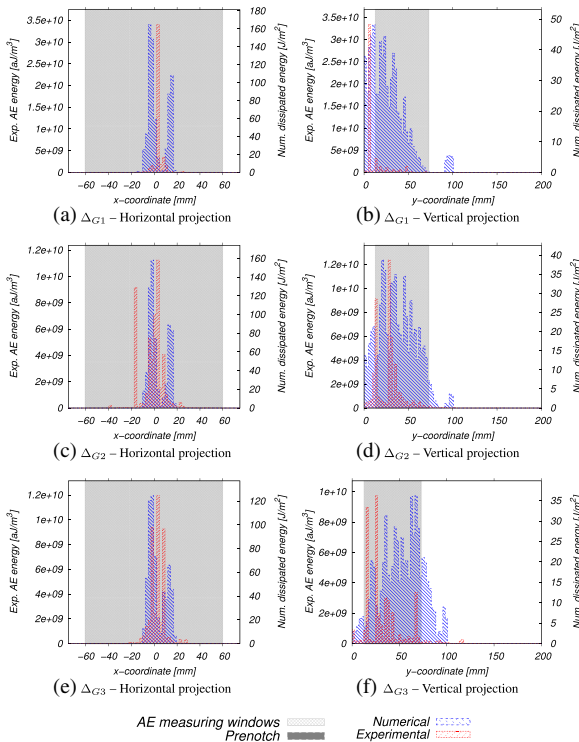 3.5e+10
3e+10
2.5e+10
2e+10
1.5e+10
1e+10
5e+09
0
Exp. AE energy [aJ/m³]
180
160
140
120
100
80
60
40
20
0
Num. dissipated energy [J/m²]
−60 −40 −20 0 20 40 60
x−coordinate [mm]
(a) Δ_G1 – Horizontal projection
3.5e+10
3e+10
2.5e+10
2e+10
1.5e+10
1e+10
5e+09
0
Exp. AE energy [aJ/m³]
50
40
30
20
10
0
Num. dissipated energy [J/m²]
0 50 100 150 200
y−coordinate [mm]
(b) Δ_G1 – Vertical projection
1.2e+10
1e+10
8e+09
6e+09
4e+09
2e+09
0
Exp. AE energy [aJ/m³]
160
140
120
100
80
60
40
20
0
Num. dissipated energy [J/m²]
−60 −40 −20 0 20 40 60
x−coordinate [mm]
(c) Δ_G2 – Horizontal projection
1.2e+10
1e+10
8e+09
6e+09
4e+09
2e+09
0
Exp. AE energy [aJ/m³]
40
35
30
25
20
15
10
5
0
Num. dissipated energy [J/m²]
0 50 100 150 200
y−coordinate [mm]
(d) Δ_G2 – Vertical projection
1.2e+10
1e+10
8e+09
6e+09
4e+09
2e+09
0
Exp. AE energy [aJ/m³]
120
100
80
60
40
20
0
Num. dissipated energy [J/m²]
−60 −40 −20 0 20 40 60
x−coordinate [mm]
(e) Δ_G3 – Horizontal projection
1e+10
8e+09
6e+09
4e+09
2e+09
0
Exp. AE energy [aJ/m³]
35
30
25
20
15
10
5
0
Num. dissipated energy [J/m²]
0 50 100 150 200
y−coordinate [mm]
(f) Δ_G3 – Vertical projection
AE measuring windows
Prenotch
Numerical
Experimental